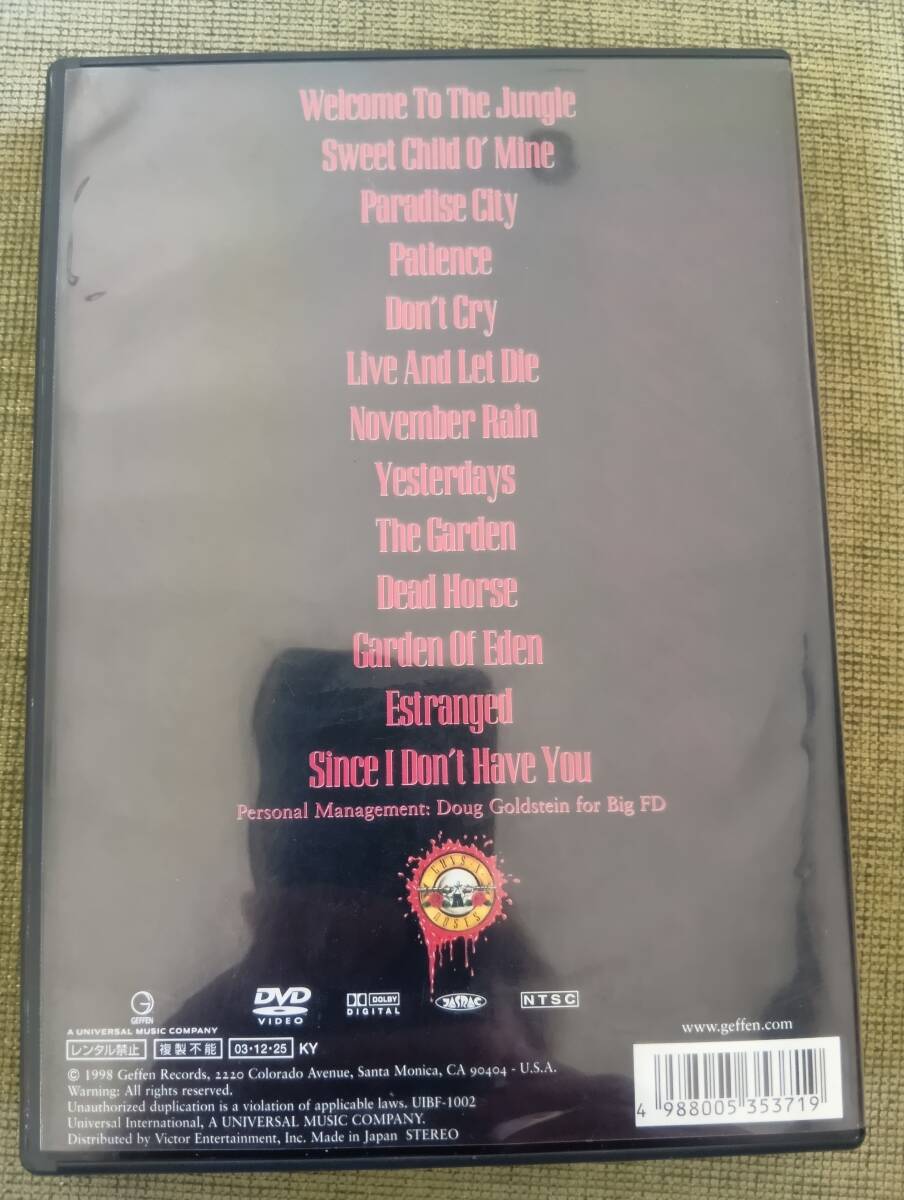 Welcome To The Jungle
Sweet Child O' Mine
Paradise City
Patience
Don't Cry
Live And Let Die
November Rain
Yesterdays
The Garden
Dead Horse
Garden Of Eden
Estranged
Since I Don't Have You
Personal Management: Doug Goldstein for Big FD
GUNS N' ROSES
GEFFEN
A UNIVERSAL MUSIC COMPANY
DVD VIDEO
DOLBY DIGITAL
JASRAC
NTSC
www.geffen.com
レンタル禁止 複製不能 03・12・25 KY
© 1998 Geffen Records, 2220 Colorado Avenue, Santa Monica, CA 90404 - U.S.A.
Warning: All rights reserved.
Unauthorized duplication is a violation of applicable laws. UIBF-1002
Universal International, A UNIVERSAL MUSIC COMPANY.
Distributed by Victor Entertainment, Inc. Made in Japan STEREO
4 988005 353719